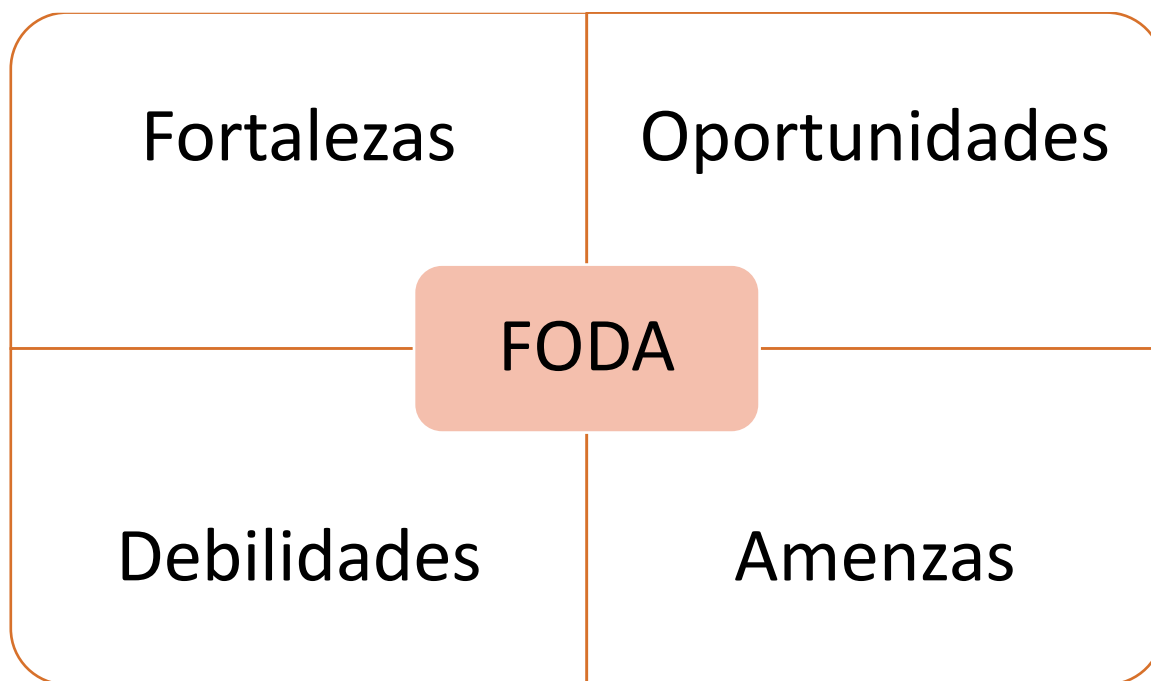 Fortalezas
Oportunidades
FODA
Debilidades
Amenzas